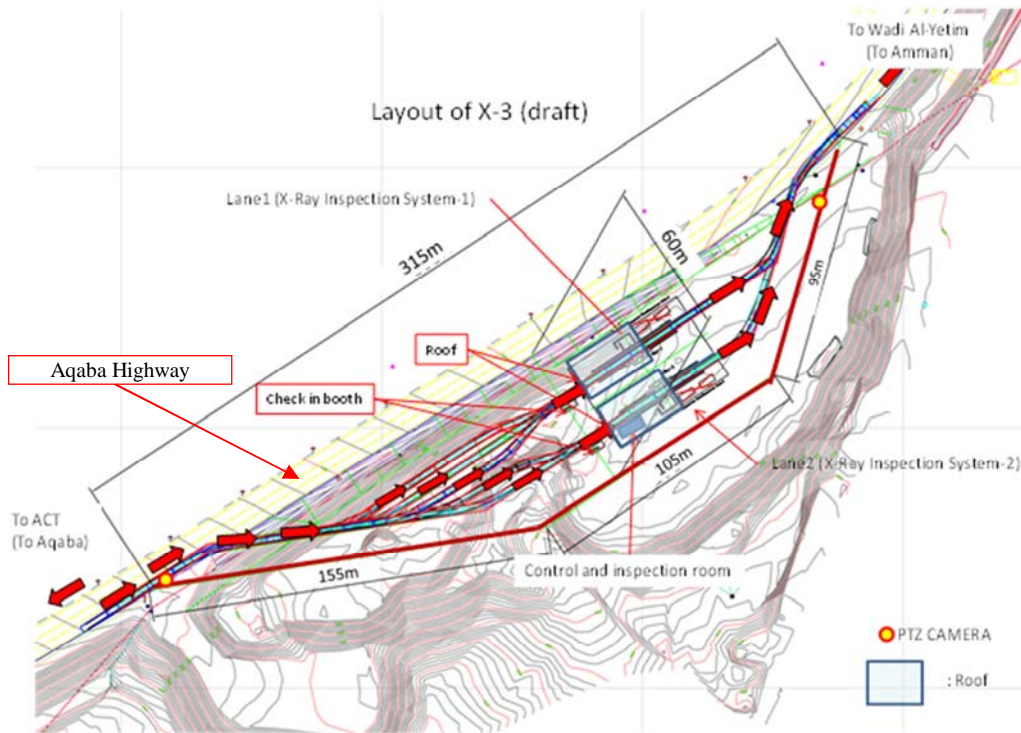 To Wadi Al-Yetim
(To Amman)
Layout of X-3 (draft)
Lane1 (X-Ray Inspection System-1)
315m
60m
95m
Roof
Aqaba Highway
Check in booth
Lane2 (X-Ray Inspection System-2)
105m
To ACT
(To Aqaba)
155m
Control and inspection room
PTZ CAMERA
: Roof